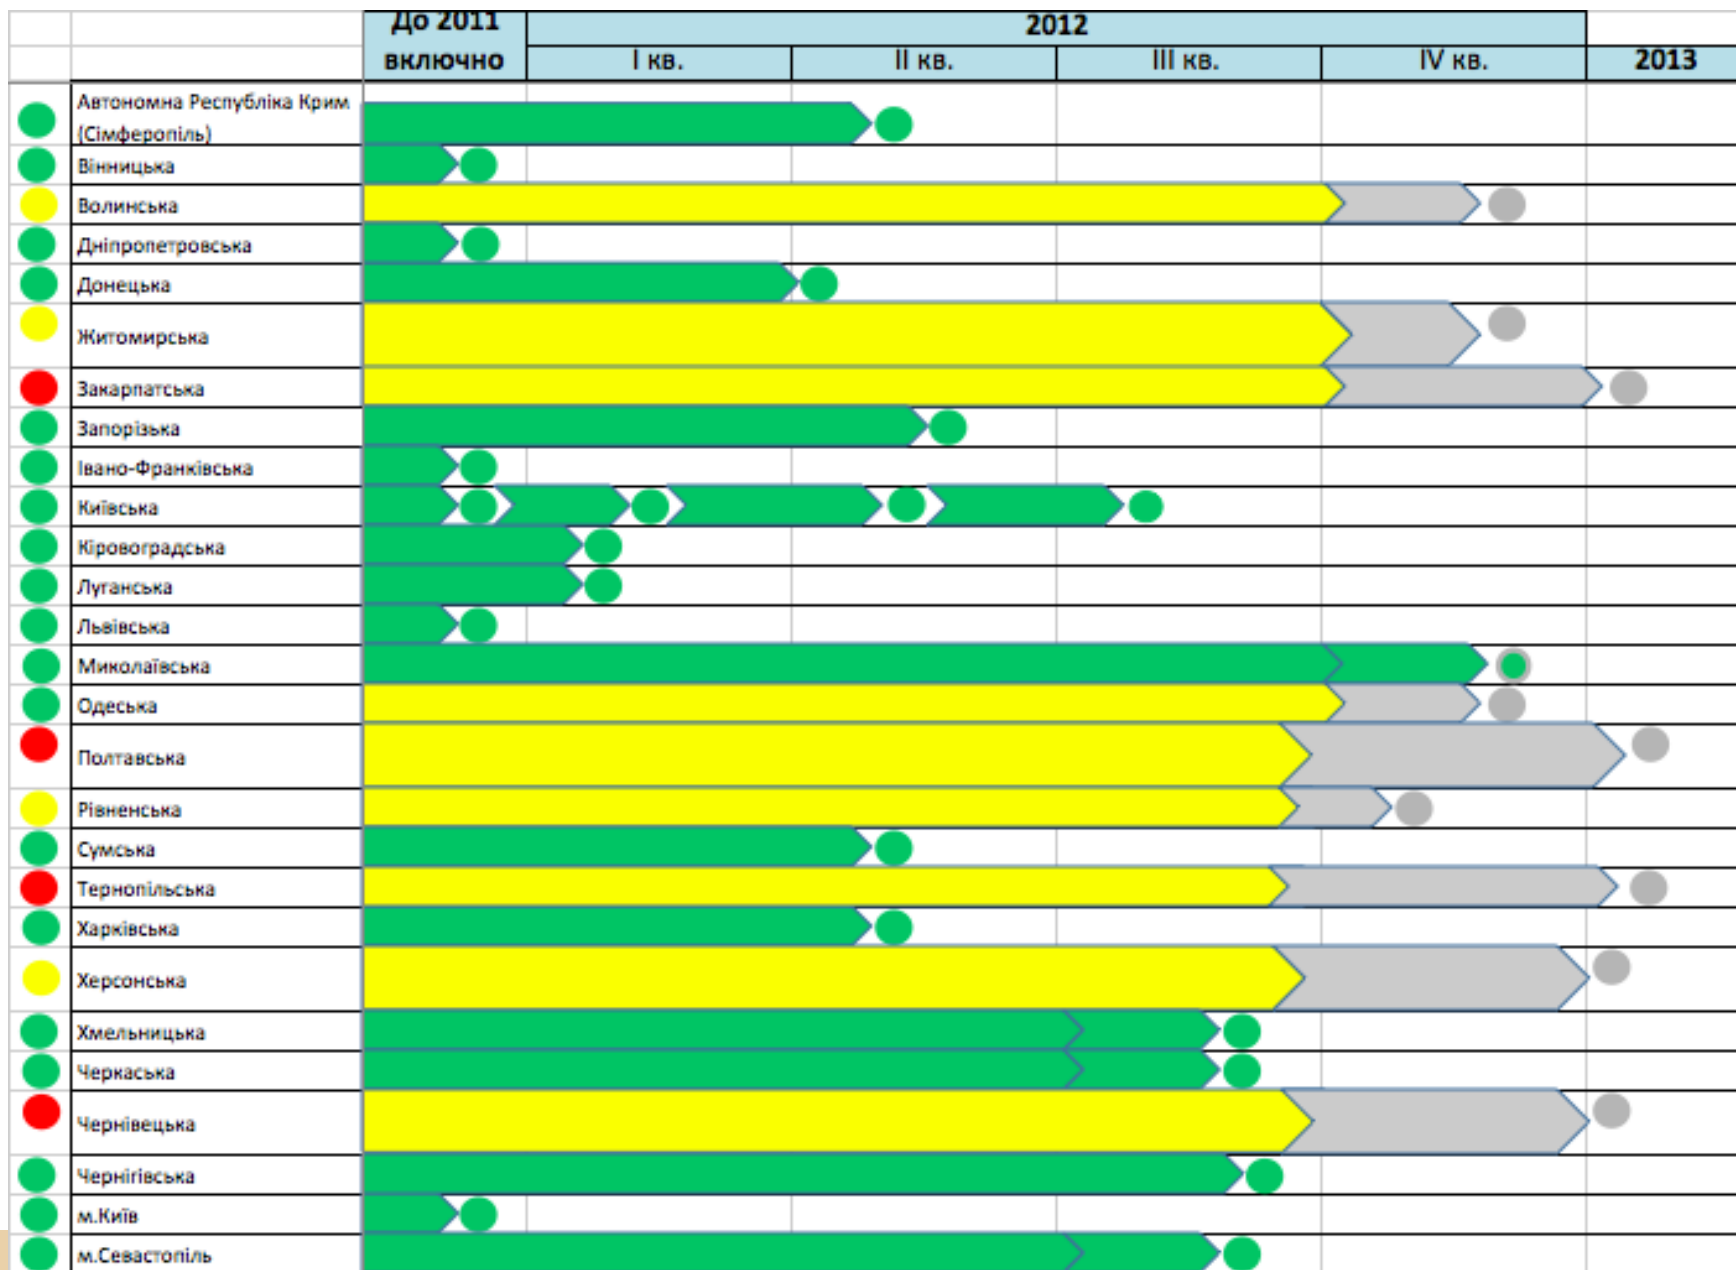 До 2011
включно
2012
І кв.
ІІ кв.
ІІІ кв.
IV кв.
2013
Автономна Республіка Крим
(Сімферопіль)
Вінницька
Волинська
Дніпропетровська
Донецька
Житомирська
Закарпатська
Запорізька
Івано-Франківська
Київська
Кіровоградська
Луганська
Львівська
Миколаївська
Одеська
Полтавська
Рівненська
Сумська
Тернопільська
Харківська
Херсонська
Хмельницька
Черкаська
Чернівецька
Чернігівська
м.Київ
м.Севастопіль